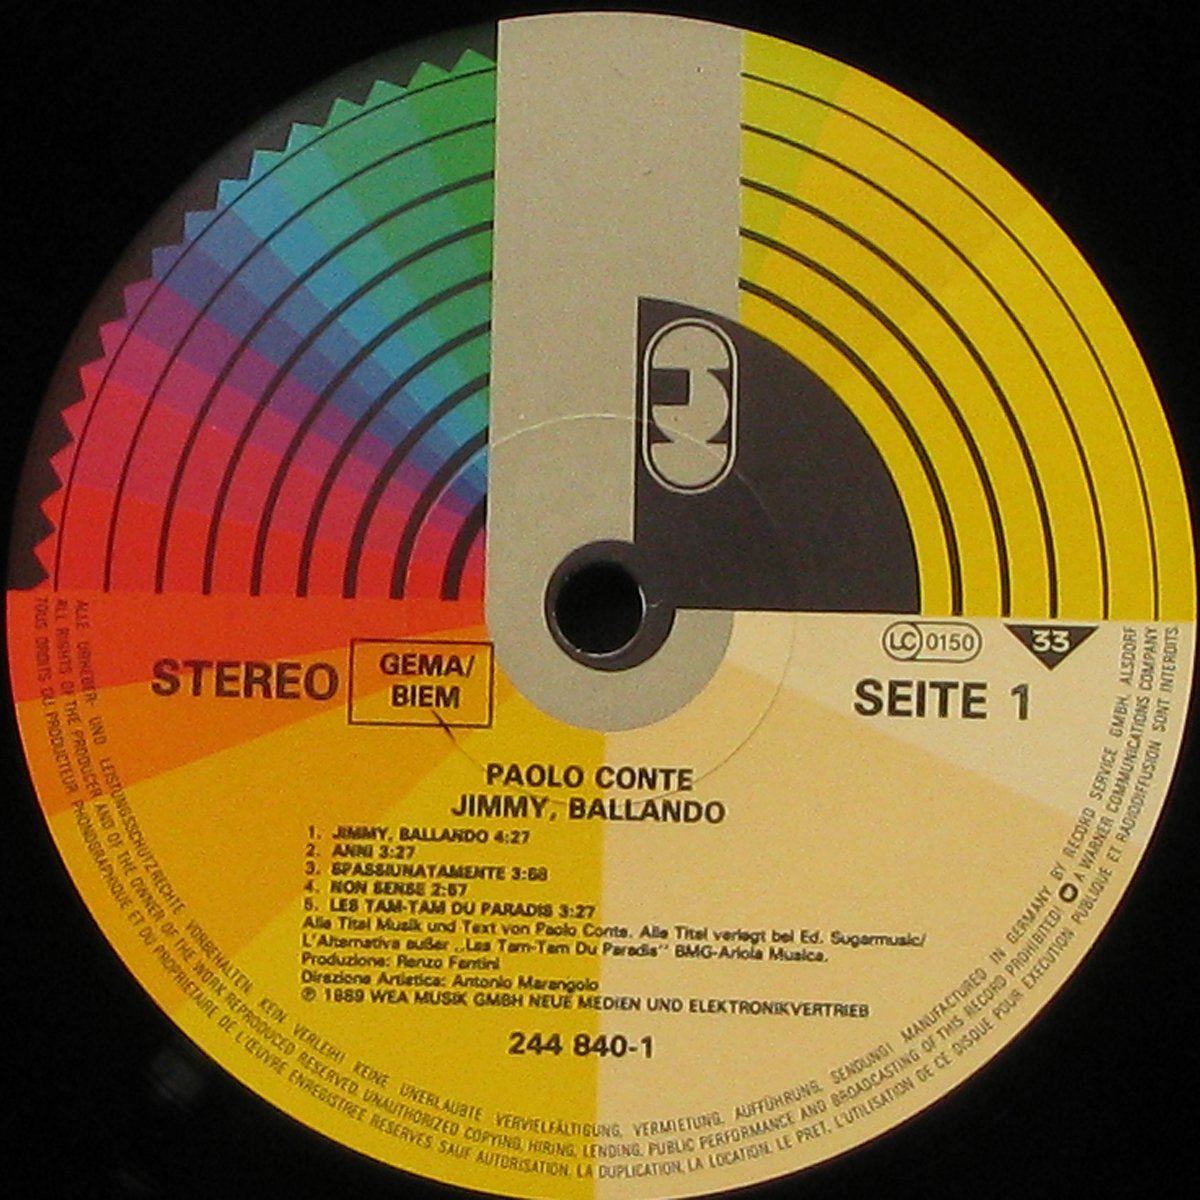 LC 0150
33
STEREO
GEMA/
BIEM
SEITE 1
PAOLO CONTE
JIMMY, BALLANDO
1. JIMMY, BALLANDO 4:27
2. ANNI 3:27
3. SPASSIUNATAMENTE 3:58
4. NON SENSE 2:57
5. LES TAM-TAM DU PARADIS 3:27
Alle Titel Musik und Text von Paolo Conte. Alle Titel verlegt bei Ed. Sugarmusic/
L'Alternativa außer „Les Tam-Tam Du Paradis" BMG-Ariola Musica.
Produzione: Renzo Fantini
Direzione Artistica: Antonio Marangolo
℗ 1989 WEA MUSIK GMBH NEUE MEDIEN UND ELEKTRONIKVERTRIEB
244 840-1
ALLE URHEBER- UND LEISTUNGSSCHUTZRECHTE VORBEHALTEN. KEIN VERLEIH! KEINE UNERLAUBTE VERVIELFÄLTIGUNG, VERMIETUNG, AUFFÜHRUNG, SENDUNG! MANUFACTURED IN GERMANY BY RECORD SERVICE GMBH, ALSDORF
ALL RIGHTS OF THE PRODUCER AND OF THE OWNER OF THE WORK REPRODUCED RESERVED. UNAUTHORIZED COPYING, HIRING, LENDING, PUBLIC PERFORMANCE AND BROADCASTING OF THIS RECORD PROHIBITED! A WARNER COMMUNICATIONS COMPANY
TOUS DROITS DU PRODUCTEUR PHONOGRAPHIQUE ET DU PROPRIEZAIRE DE L'ŒUVRE ENREGISTREE RESERVES SAUF AUTORISATION, LA DUPLICATION, LA LOCATION, LE PRET, L'UTILISATION DE CE DISQUE POUR EXECUTION PUBLIQUE ET RADIODIFFUSION SONT INTERDITS